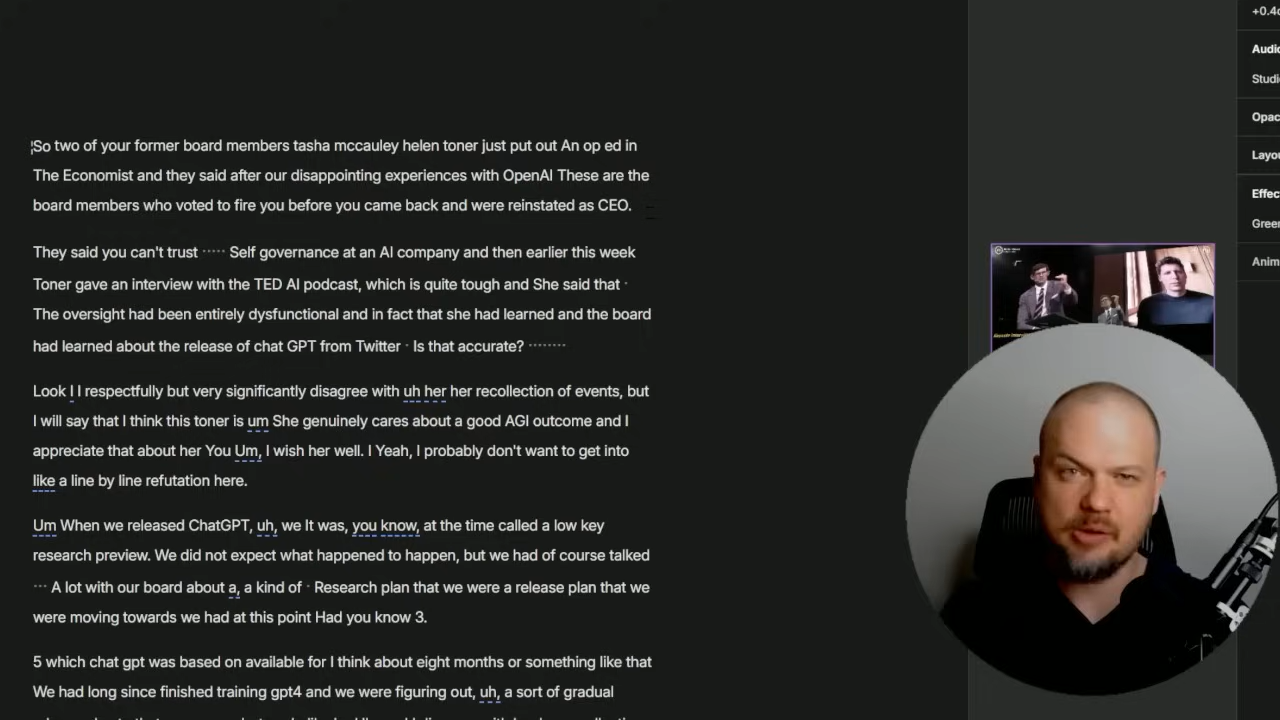 So two of your former board members tasha mccauley helen toner just put out An op ed in
The Economist and they said after our disappointing experiences with OpenAI These are the
board members who voted to fire you before you came back and were reinstated as CEO.
They said you can't trust ····· Self governance at an AI company and then earlier this week
Toner gave an interview with the TED AI podcast, which is quite tough and She said that ·
The oversight had been entirely dysfunctional and in fact that she had learned and the board
had learned about the release of chat GPT from Twitter · Is that accurate? ········
Look I I respectfully but very significantly disagree with uh her her recollection of events, but
I will say that I think this toner is um She genuinely cares about a good AGI outcome and I
appreciate that about her You Um, I wish her well. I Yeah, I probably don't want to get into
like a line by line refutation here.
Um When we released ChatGPT, uh, we It was, you know, at the time called a low key
research preview. We did not expect what happened to happen, but we had of course talked
··· A lot with our board about a, a kind of · Research plan that we were a release plan that we
were moving towards we had at this point Had you know 3.
5 which chat gpt was based on available for I think about eight months or something like that
We had long since finished training gpt4 and we were figuring out, uh, a sort of gradual
+0.4
Audio
Studi
Opac
Layou
Effec
Green
Anim